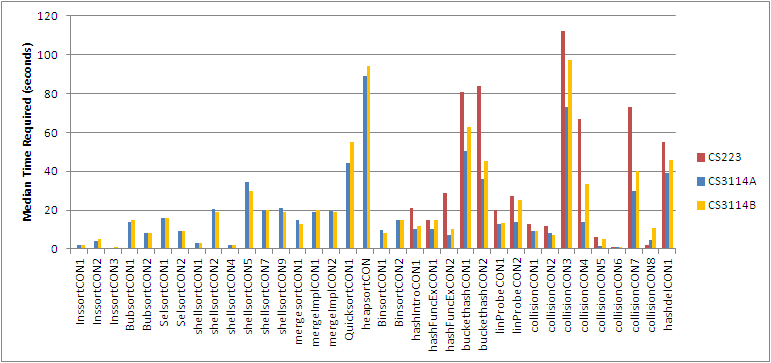 120
100
80
60
40
20
0
Median Time Required (seconds)
InssortCON1
InssortCON2
InssortCON3
BubsortCON1
BubsortCON2
SelsortCON1
SelsortCON2
shellsortCON1
shellsortCON2
shellsortCON4
shellsortCON5
shellsortCON7
shellsortCON9
mergesortCON1
mergeImplCON1
mergeImplCON2
QuicksortCON1
heapsortCON
BinsortCON1
BinsortCON2
hashIntroCON1
hashFuncExCON1
hashFuncExCON2
buckethashCON1
buckethashCON2
linProbeCON1
linProbeCON2
collisionCON1
collisionCON2
collisionCON3
collisionCON4
collisionCON5
collisionCON6
collisionCON7
collisionCON8
hashdelCON1
CS223
CS3114A
CS3114B